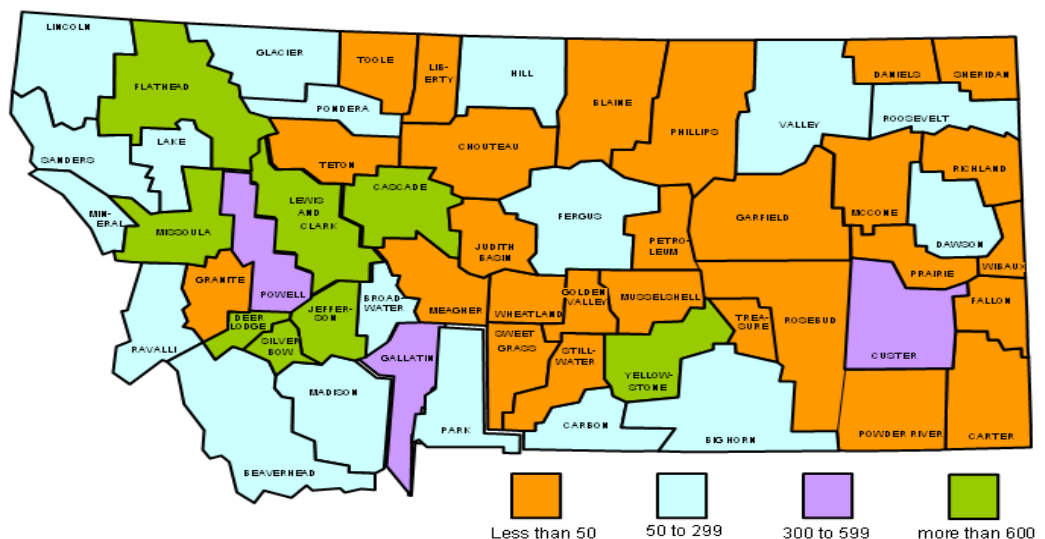 LINCOLN
GLACIER
TOOLE
LIB-
ERTY
HILL
BLAINE
DANIELS
SHERIDAN
FLATHEAD
PONDERA
PHILLIPS
VALLEY
ROOSEVELT
LAKE
SANDERS
TETON
CHOUTEAU
RICHLAND
CASCADE
LEWIS
AND
CLARK
MIN-
ERAL
MISSOULA
FERGUS
GARFIELD
MCCONE
DAWSON
JUDITH
BASIN
PETRO-
LEUM
PRAIRIE
WIBAUX
GRANITE
POWELL
BROAD-
WATER
MEAGHER
WHEATLAND
GOLDEN
VALLEY
MUSSELSHELL
JEFFER-
SON
TREA-
SURE
ROSEBUD
FALLON
DEER
LODGE
SILVER
BOW
RAVALLI
GALLATIN
SWEET
GRASS
STILL-
WATER
YELLOW-
STONE
CUSTER
MADISON
PARK
CARBON
BIG HORN
POWDER RIVER
CARTER
BEAVERHEAD
Less than 50
50 to 299
300 to 599
more than 600